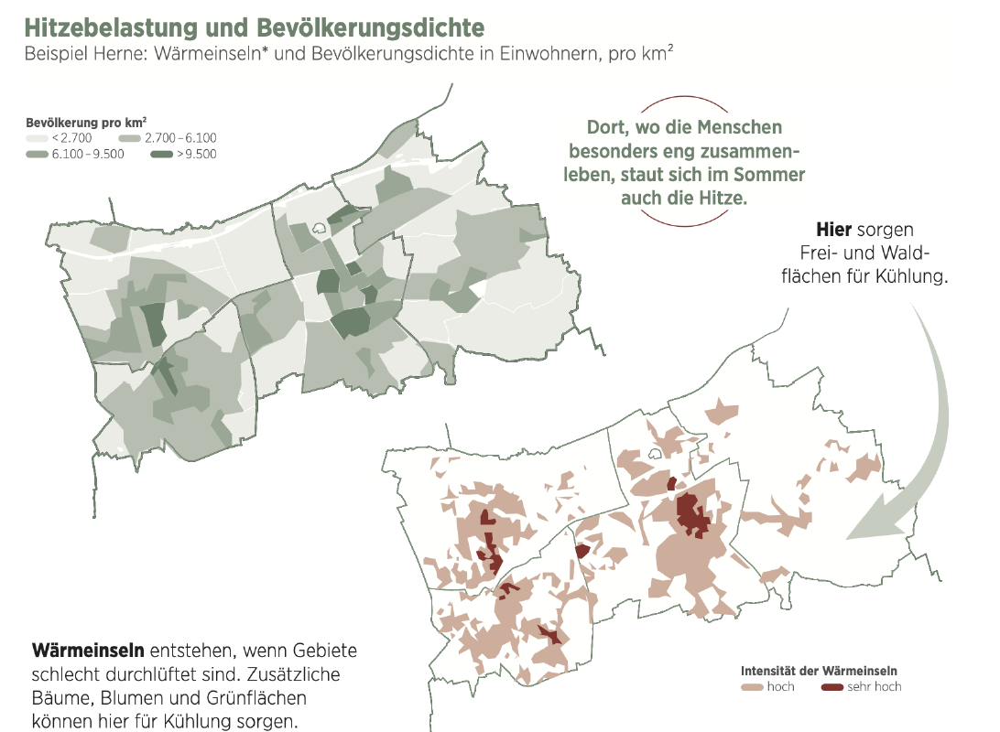 Hitzebelastung und Bevölkerungsdichte
Beispiel Herne: Wärmeinseln* und Bevölkerungsdichte in Einwohnern, pro km²
Bevölkerung pro km²
< 2.700
2.700 – 6.100
6.100 – 9.500
> 9.500
Dort, wo die Menschen
besonders eng zusammen-
leben, staut sich im Sommer
auch die Hitze.
Hier sorgen
Frei- und Wald-
flächen für Kühlung.
Wärmeinseln entstehen, wenn Gebiete
schlecht durchlüftet sind. Zusätzliche
Bäume, Blumen und Grünflächen
können hier für Kühlung sorgen.
Intensität der Wärmeinseln
hoch
sehr hoch